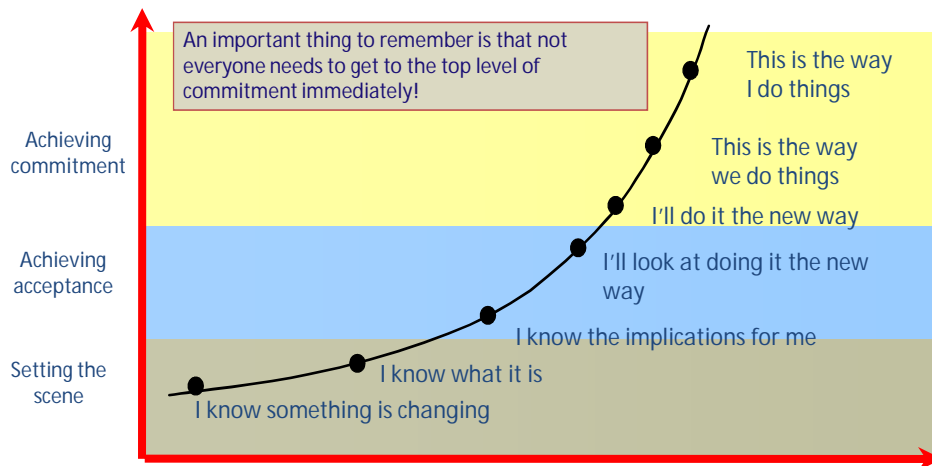 An important thing to remember is that not
everyone needs to get to the top level of
commitment immediately!
This is the way
I do things
Achieving
commitment
This is the way
we do things
I'll do it the new way
Achieving
acceptance
I'll look at doing it the new
way
I know the implications for me
Setting the
scene
I know what it is
I know something is changing